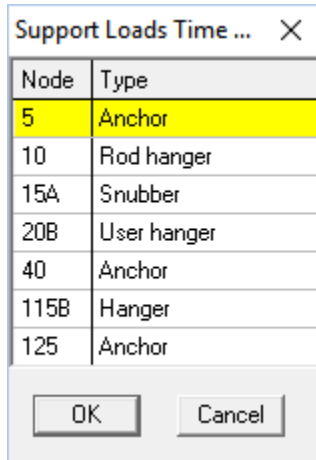 Support Loads Time ...
Node Type
5 Anchor
10 Rod hanger
15A Snubber
20B User hanger
40 Anchor
115B Hanger
125 Anchor
OK Cancel